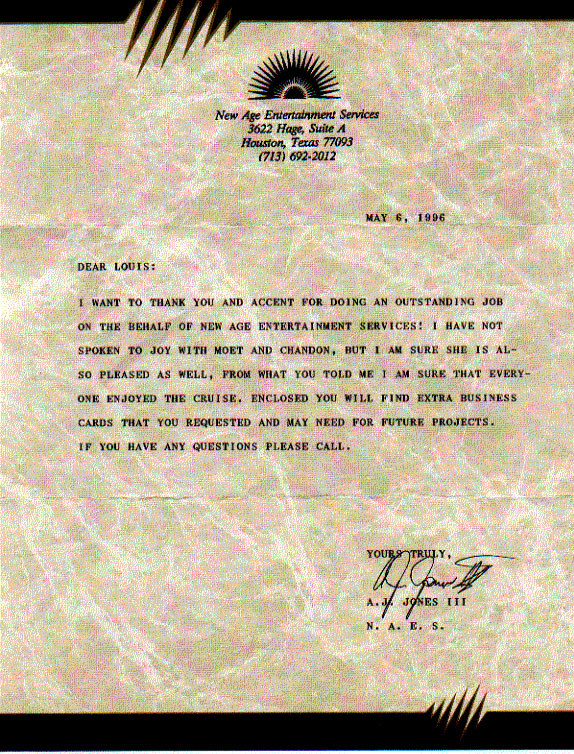 New Age Entertainment Services
3622 Hage, Suite A
Houston, Texas 77093
(713) 692-2012
MAY 6, 1996
DEAR LOUIS:
I WANT TO THANK YOU AND ACCENT FOR DOING AN OUTSTANDING JOB
ON THE BEHALF OF NEW AGE ENTERTAINMENT SERVICES! I HAVE NOT
SPOKEN TO JOY WITH MOET AND CHANDON, BUT I AM SURE SHE IS AL-
SO PLEASED AS WELL, FROM WHAT YOU TOLD ME I AM SURE THAT EVERY-
ONE ENJOYED THE CRUISE. ENCLOSED YOU WILL FIND EXTRA BUSINESS
CARDS THAT YOU REQUESTED AND MAY NEED FOR FUTURE PROJECTS.
IF YOU HAVE ANY QUESTIONS PLEASE CALL.
YOURS TRULY,
A.J. JONES III
N. A. E. S.